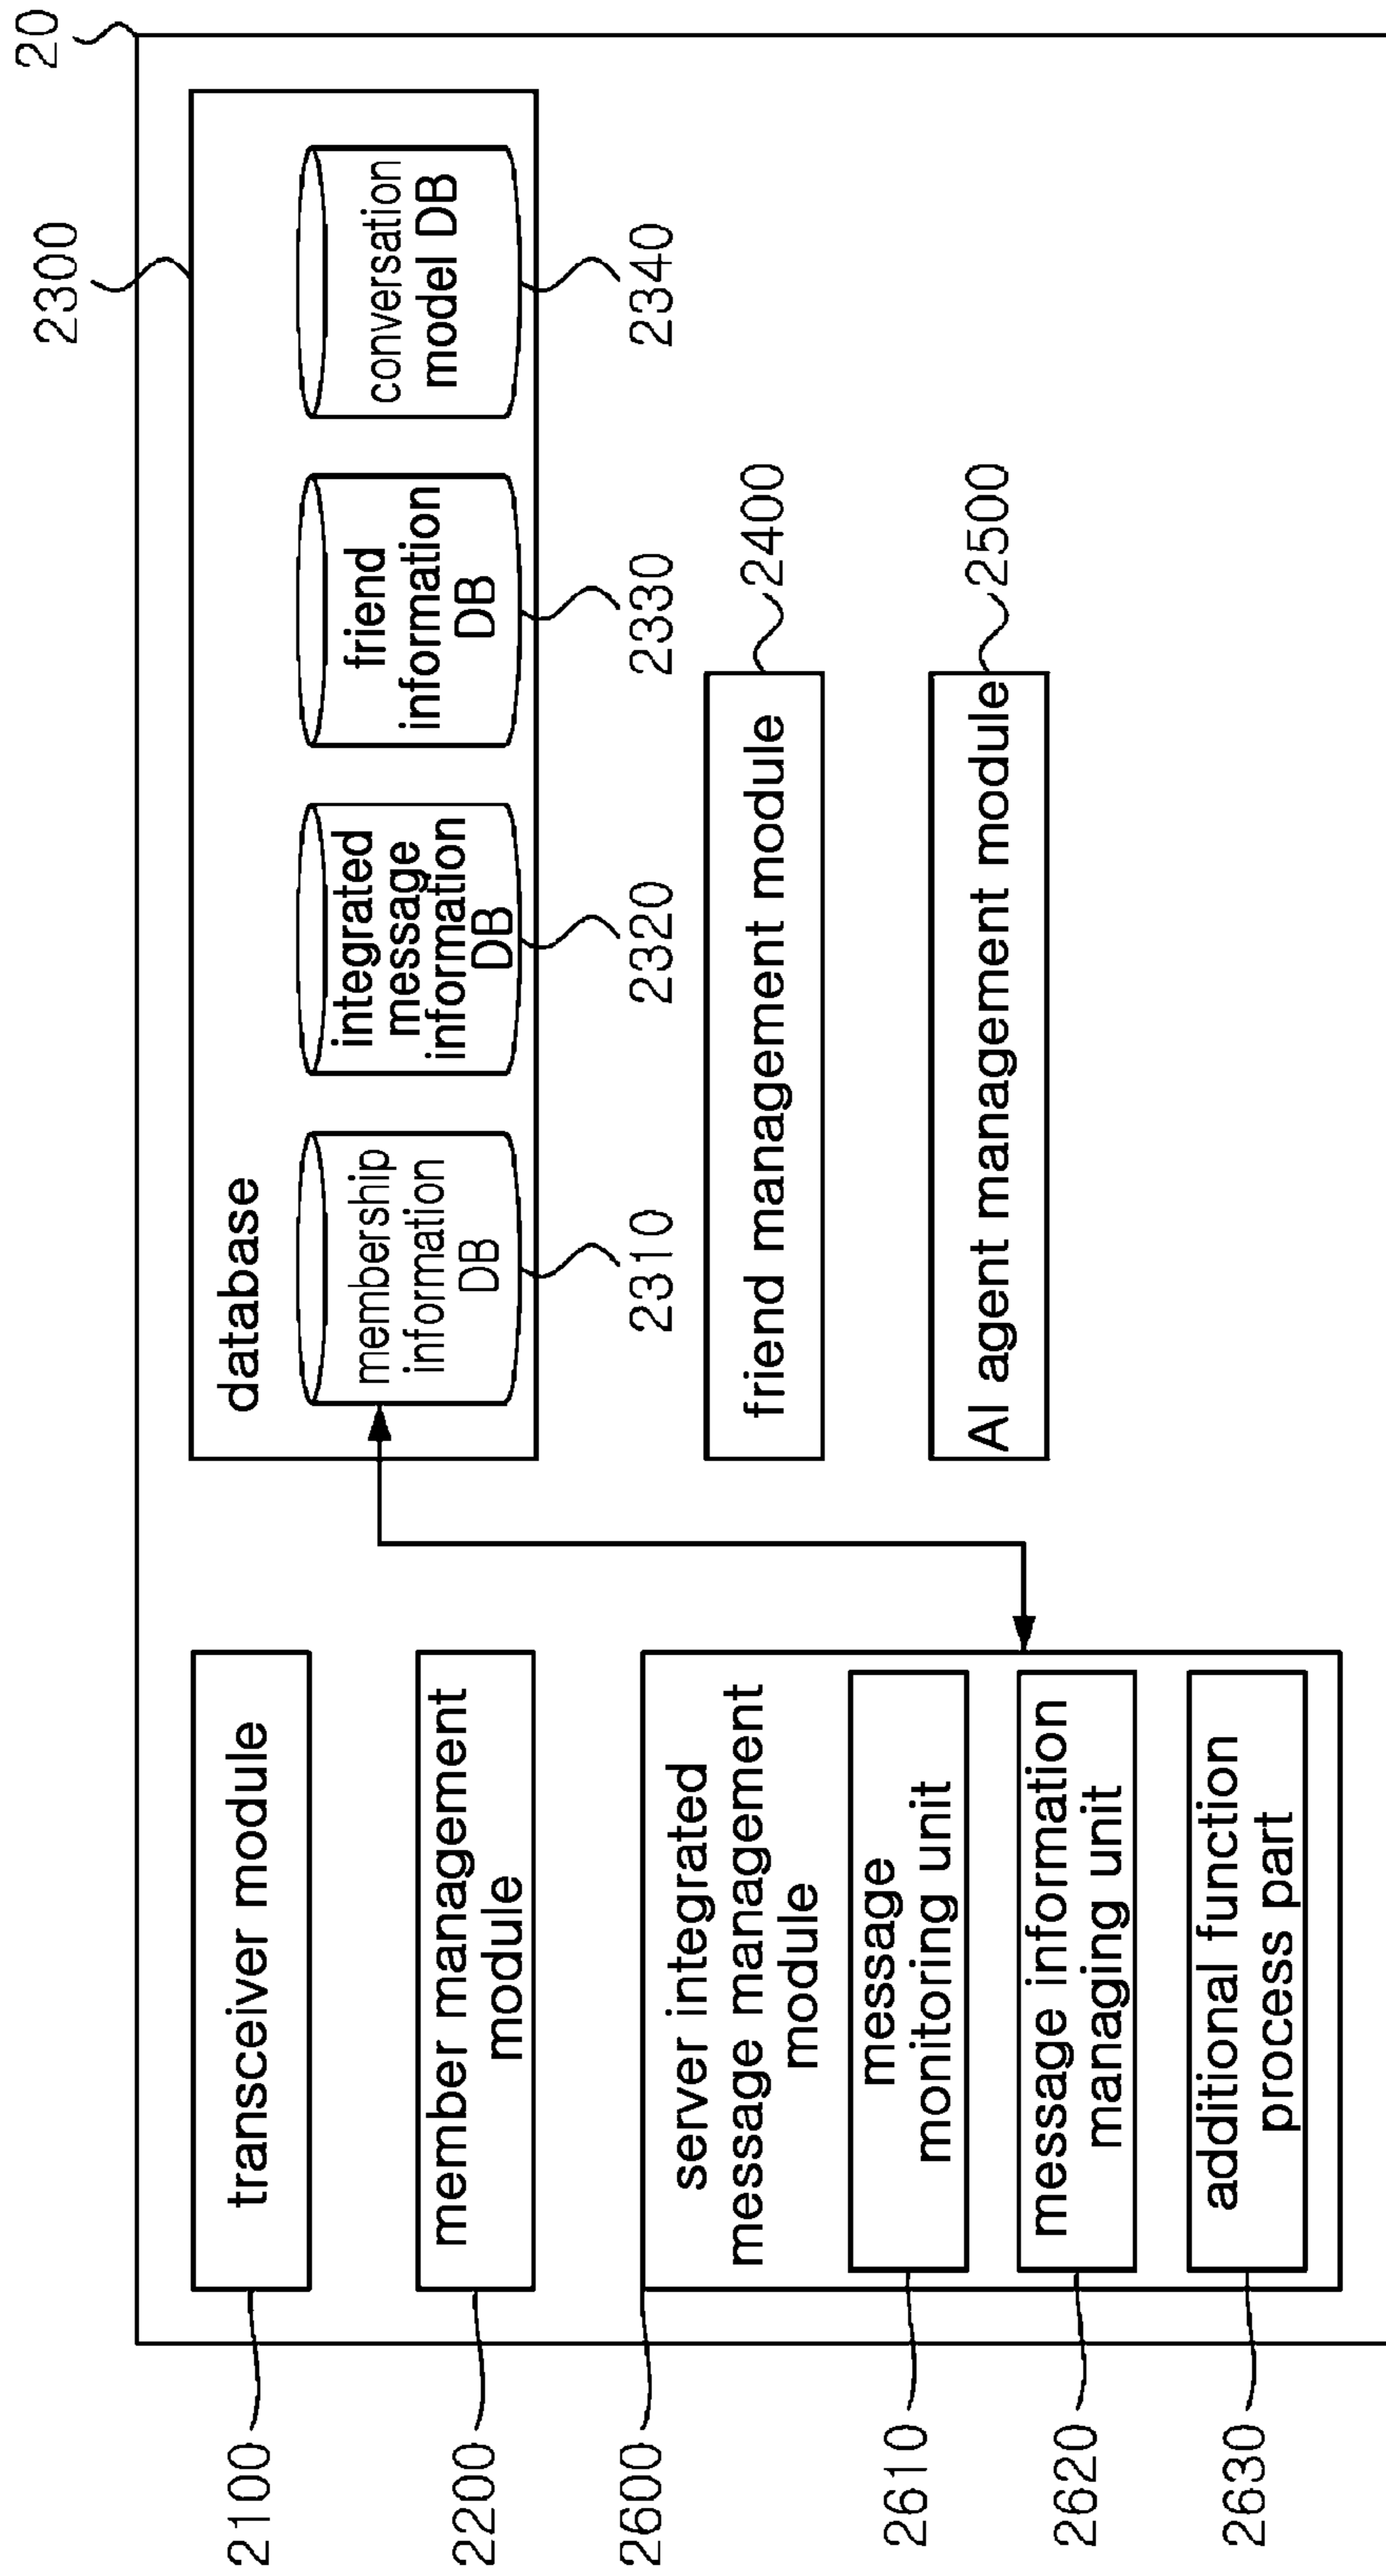 20
2300
database
membership
information
DB
integrated
message
information
DB
friend
information
DB
conversation
model DB
2310
2320
2330
2340
friend management module
2400
AI agent management module
2500
2100
transceiver module
2200
member management
module
2600
server integrated
message management
module
2610
message
monitoring unit
2620
message information
managing unit
2630
additional function
process part